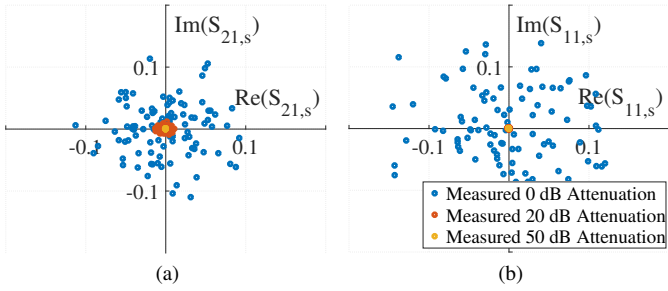 Im(S21,s)
0.1
Re(S21,s)
-0.1
0.1
-0.1
(a)
Im(S11,s)
0.1
Re(S11,s)
-0.1
0.1
Measured 0 dB Attenuation
Measured 20 dB Attenuation
Measured 50 dB Attenuation
(b)